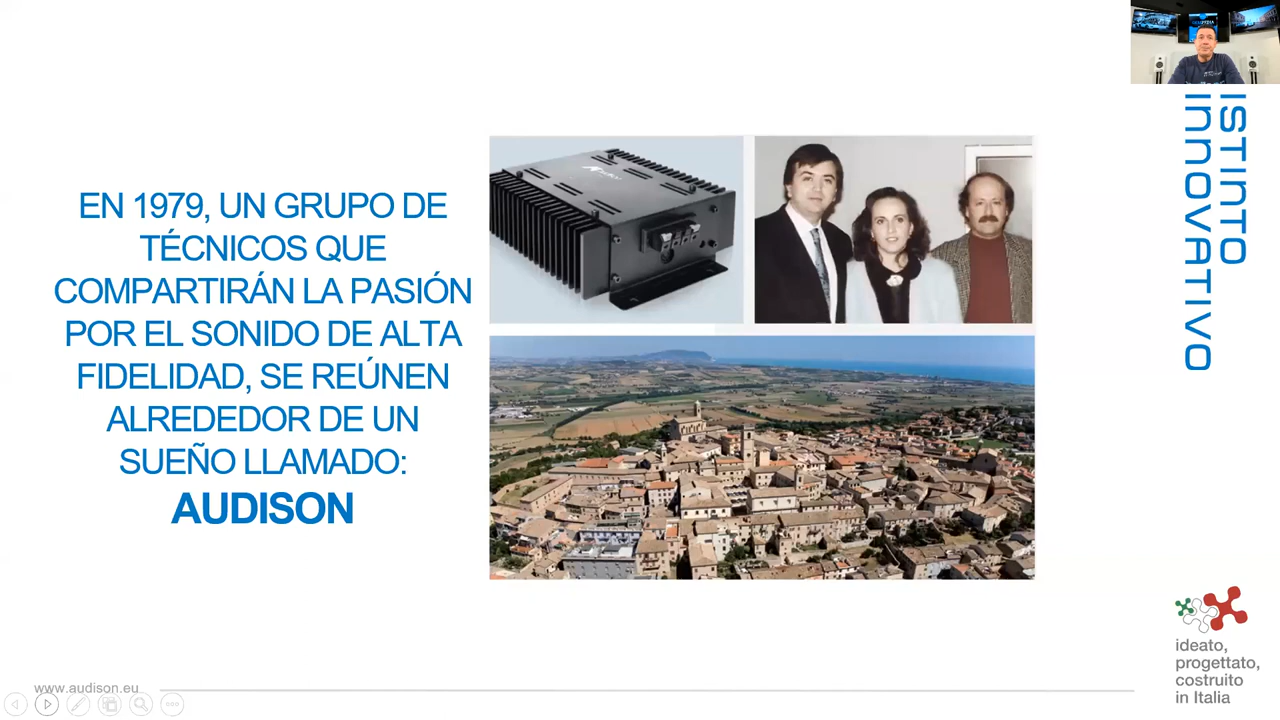 EN 1979, UN GRUPO DE
TÉCNICOS QUE
COMPARTIRÁN LA PASIÓN
POR EL SONIDO DE ALTA
FIDELIDAD, SE REÚNEN
ALREDEDOR DE UN
SUEÑO LLAMADO:
AUDISON
ISTINTO
INNOVATIVO
ideato,
progettato,
costruito
in Italia
www.audison.eu